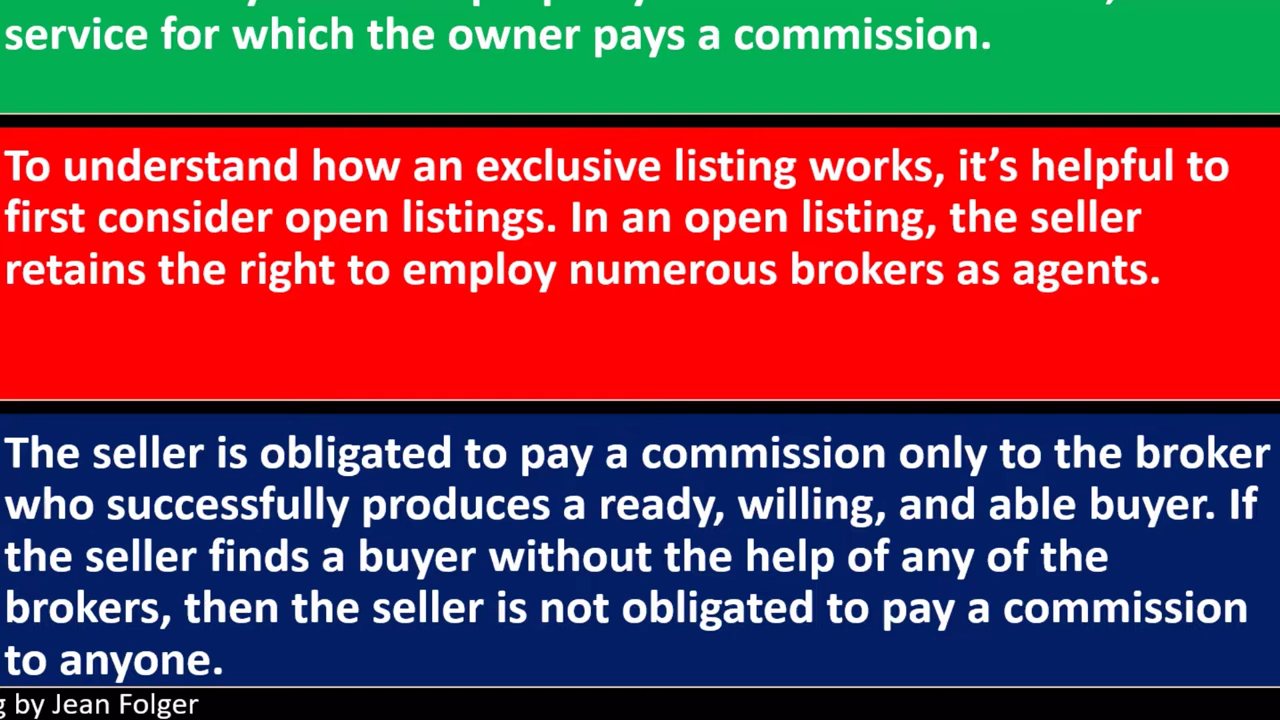 service for which the owner pays a commission.
To understand how an exclusive listing works, it’s helpful to
first consider open listings. In an open listing, the seller
retains the right to employ numerous brokers as agents.
The seller is obligated to pay a commission only to the broker
who successfully produces a ready, willing, and able buyer. If
the seller finds a buyer without the help of any of the
brokers, then the seller is not obligated to pay a commission
to anyone.
by Jean Folger